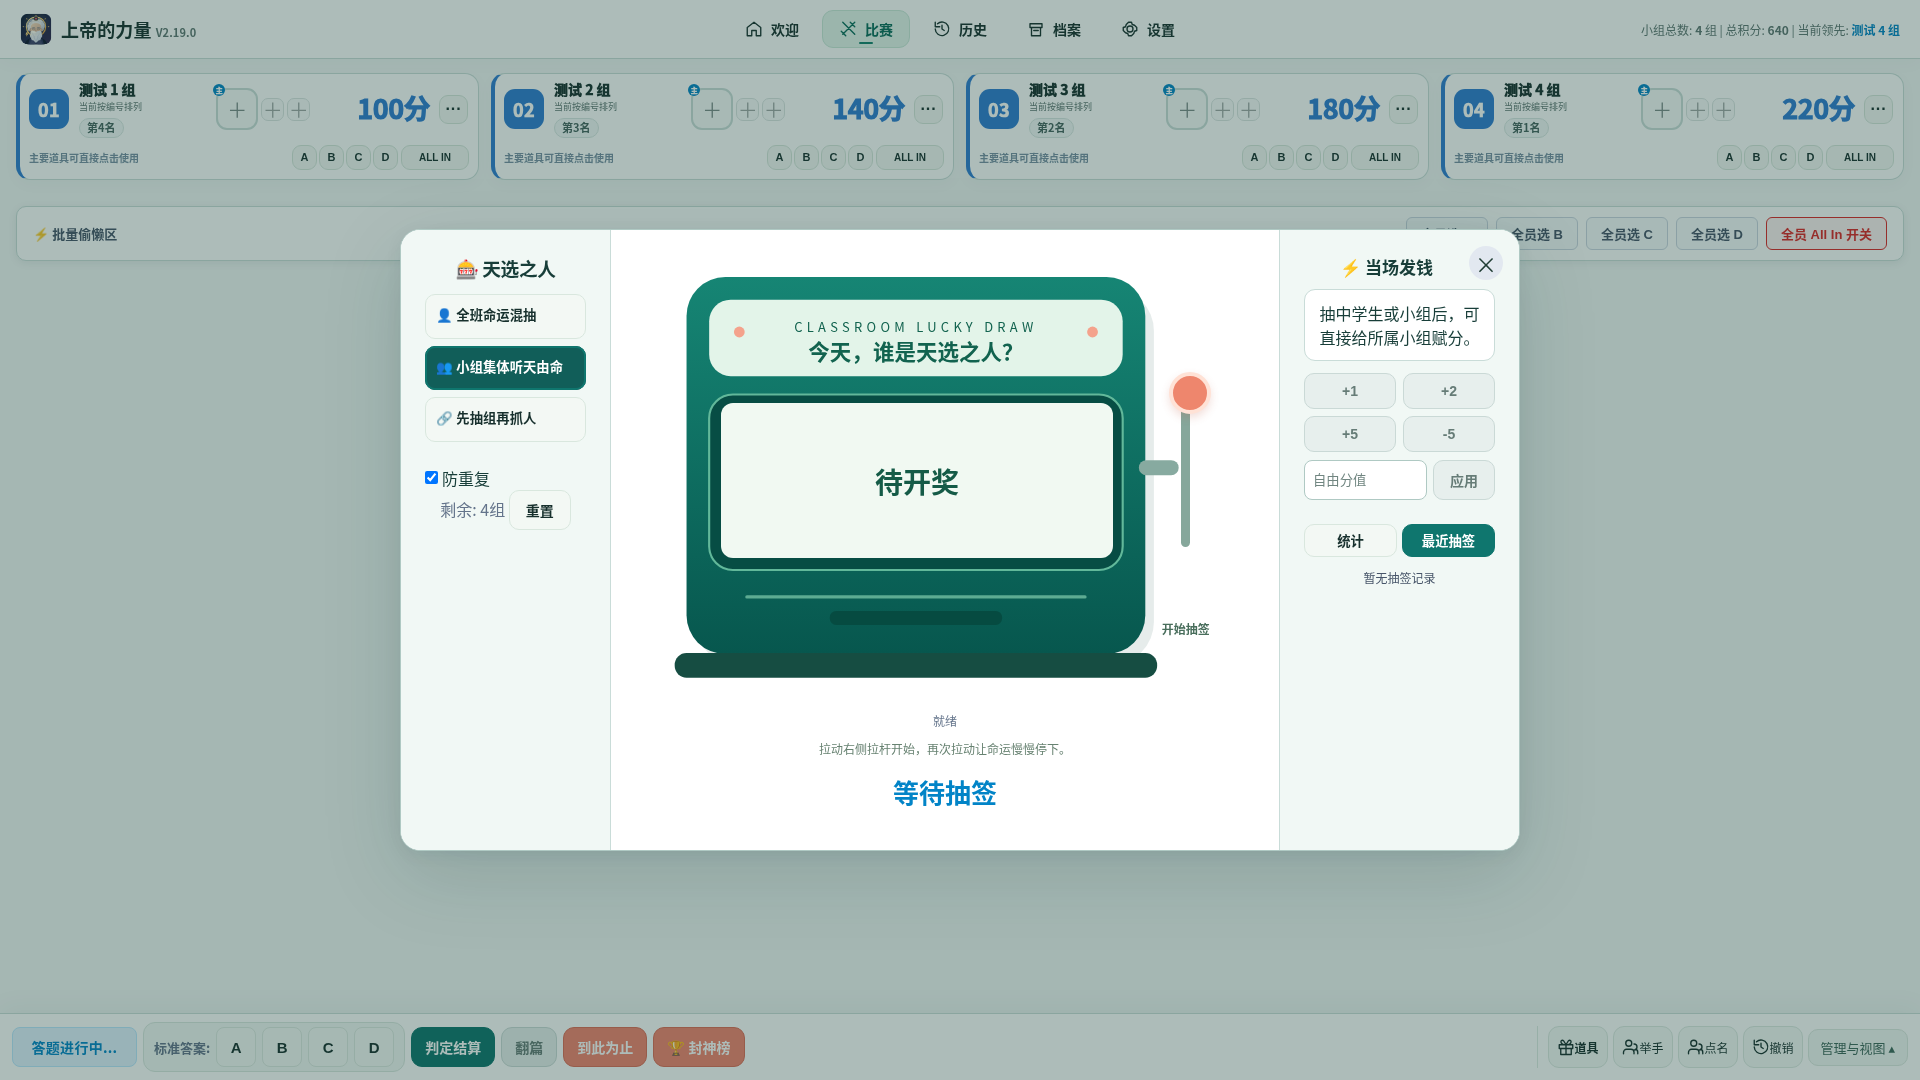 上帝的力量 V2.19.0
欢迎
比赛
历史
档案
设置
小组总数: 4 组 | 总积分: 640 | 当前领先: 测试 4 组
01
测试 1 组
当前按编号排列
第4名
主
100分
主要道具可直接点击使用
A B C D ALL IN
02
测试 2 组
当前按编号排列
第3名
主
140分
主要道具可直接点击使用
A B C D ALL IN
03
测试 3 组
当前按编号排列
第2名
主
180分
主要道具可直接点击使用
A B C D ALL IN
04
测试 4 组
当前按编号排列
第1名
主
220分
主要道具可直接点击使用
A B C D ALL IN
⚡ 批量偷懒区
全员选 B
全员选 C
全员选 D
全员 All In 开关
🎰 天选之人
👤 全班命运混抽
👥 小组集体听天由命
🔗 先抽组再抓人
防重复
剩余: 4组
重置
CLASSROOM LUCKY DRAW
今天，谁是天选之人？
待开奖
开始抽签
就绪
拉动右侧拉杆开始，再次拉动让命运慢慢停下。
等待抽签
⚡ 当场发钱
抽中学生或小组后，可
直接给所属小组赋分。
+1
+2
+5
-5
自由分值
应用
统计
最近抽签
暂无抽签记录
答题进行中...
标准答案:
A B C D
判定结算
翻篇
到此为止
🏆 封神榜
道具
举手
点名
撤销
管理与视图 ▴